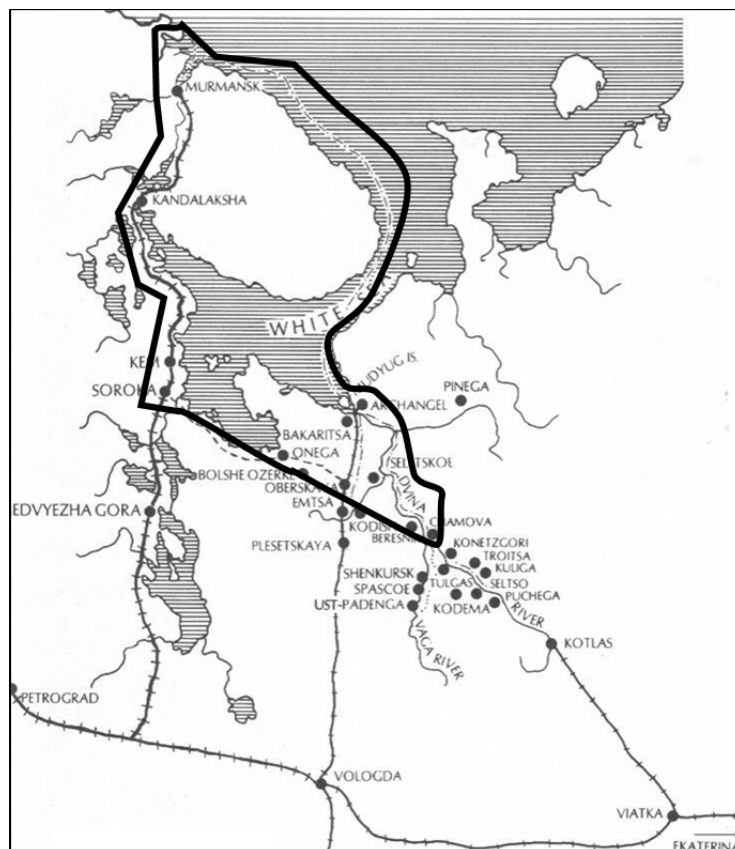 MURMANSK
KANDALAKSHA
WHITE
KEM
MUDYUG IS.
SOROKA
PINEGA
ARCHANGEL
BAKARITSA
ONEGA
SELETSKOE
BOLSHE OZERKI
OBERSKAYA
DVINA
EDVYEZHA GORA
EMTSA
KODISH
CHAMOVA
BERESNIK
KONETZGORI
PLESETSKAYA
TROITSA
KULIGA
SHENKURSK
TULGAS
SELTSO
SPASCOE
PUCHEGA
UST-PADENGA
KODEMA
RIVER
VAGA RIVER
KOTLAS
PETROGRAD
VOLOGDA
VIATKA
EKATERINA